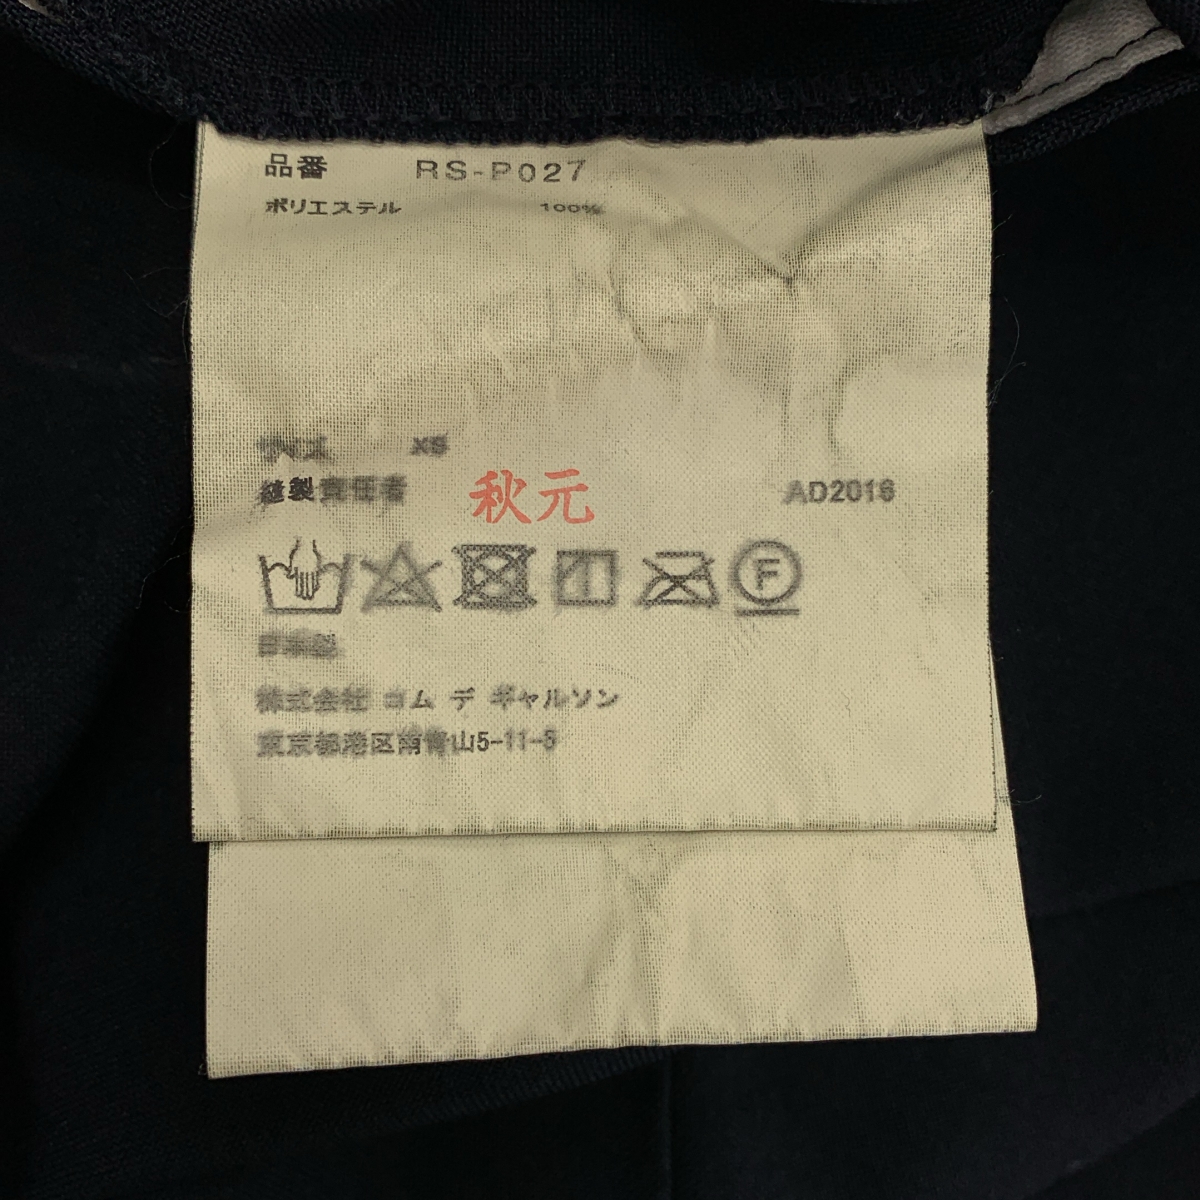 品番 RS-P027
ポリエステル 100%
サイズ XS
縫製責任者 秋元 AD2016
F
日本製
株式会社 コム デ ギャルソン
東京都港区南青山5-11-5